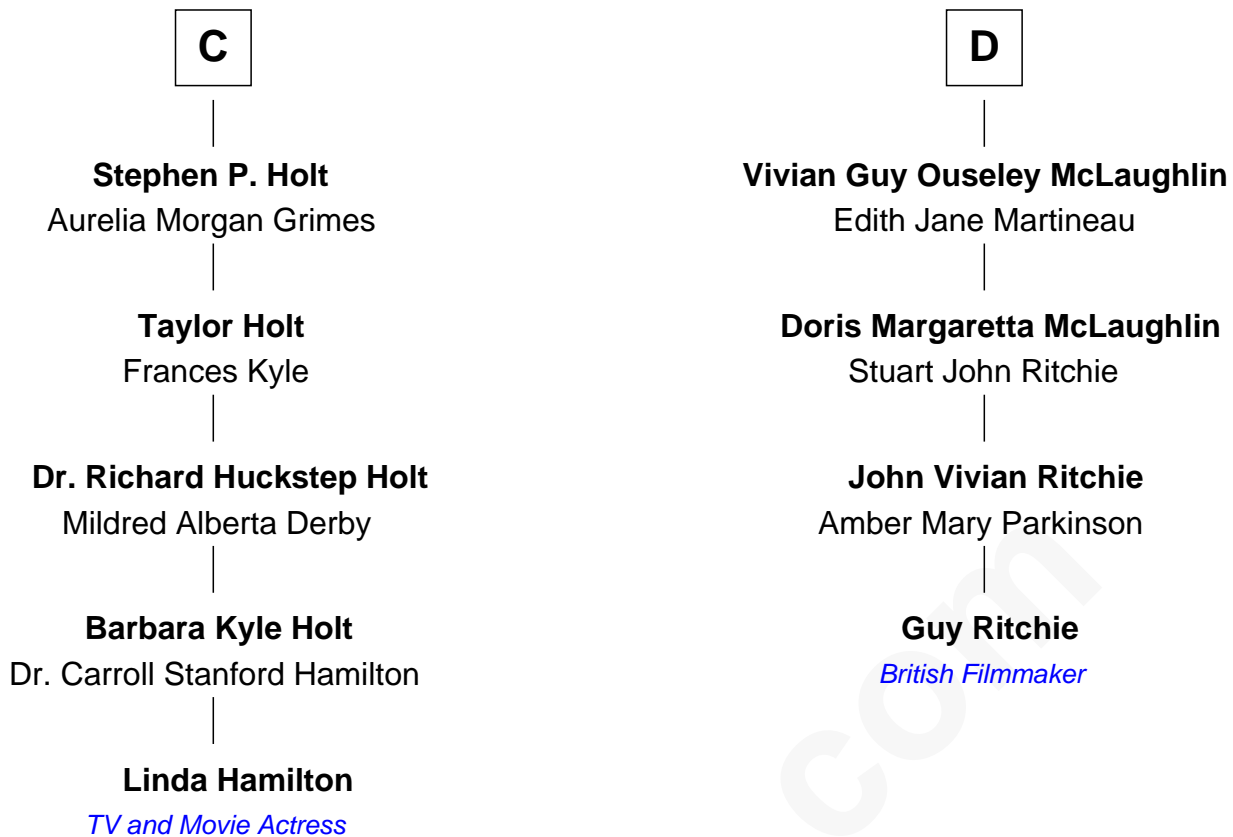 C
Stephen P. Holt
Aurelia Morgan Grimes
Taylor Holt
Frances Kyle
Dr. Richard Huckstep Holt
Mildred Alberta Derby
Barbara Kyle Holt
Dr. Carroll Stanford Hamilton
Linda Hamilton
TV and Movie Actress
D
Vivian Guy Ouseley McLaughlin
Edith Jane Martineau
Doris Margaretta McLaughlin
Stuart John Ritchie
John Vivian Ritchie
Amber Mary Parkinson
Guy Ritchie
British Filmmaker
com